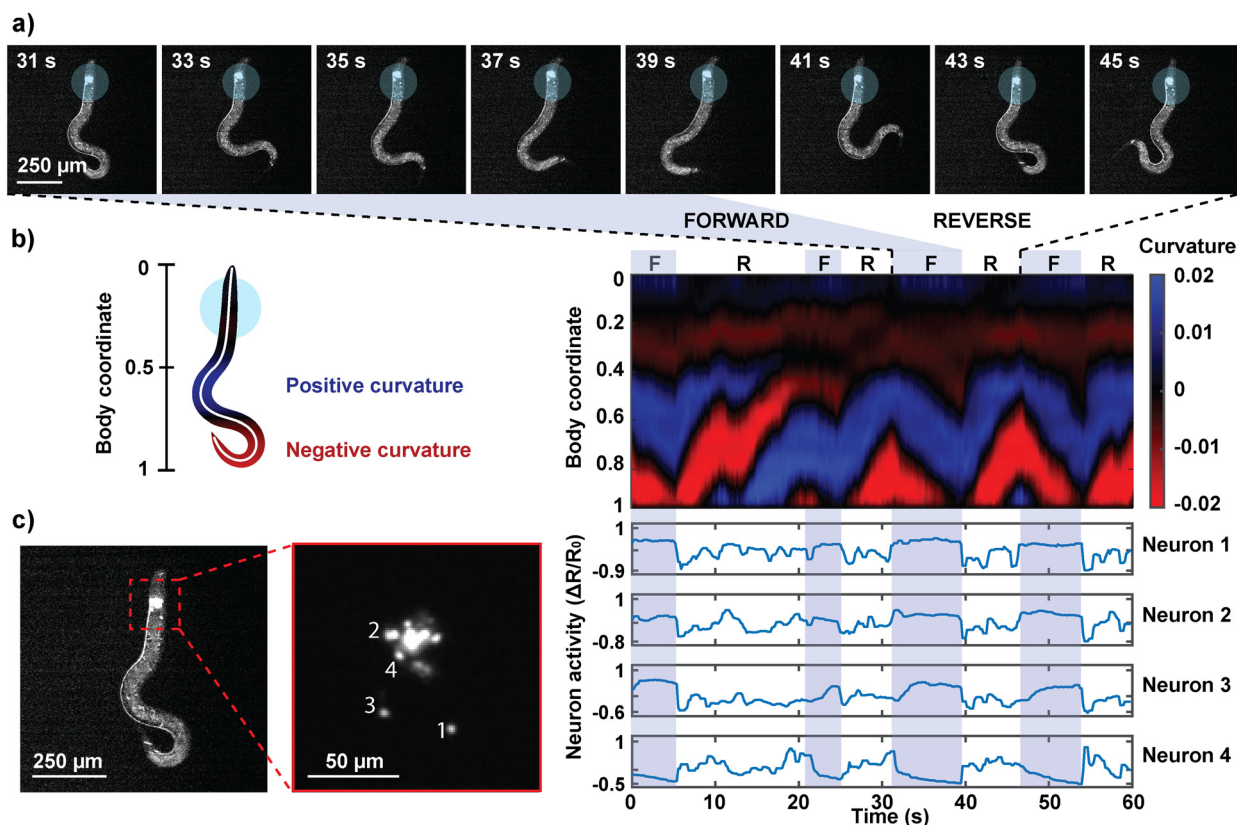 a)
31 s 33 s 35 s 37 s 39 s 41 s 43 s 45 s
250 µm
FORWARD REVERSE
b)
F R F R F R F R
Curvature
0
0.5
1
Body coordinate
Positive curvature
Negative curvature
0
0.2
0.4
0.6
0.8
1
Body coordinate
0.02
0.01
0
-0.01
-0.02
c)
250 µm
2
4
3
1
50 µm
Neuron activity (ΔR/R₀)
1
-0.9
Neuron 1
1
-0.8
Neuron 2
1
-0.6
Neuron 3
1
-0.5
Neuron 4
0 10 20 30 40 50 60
Time (s)